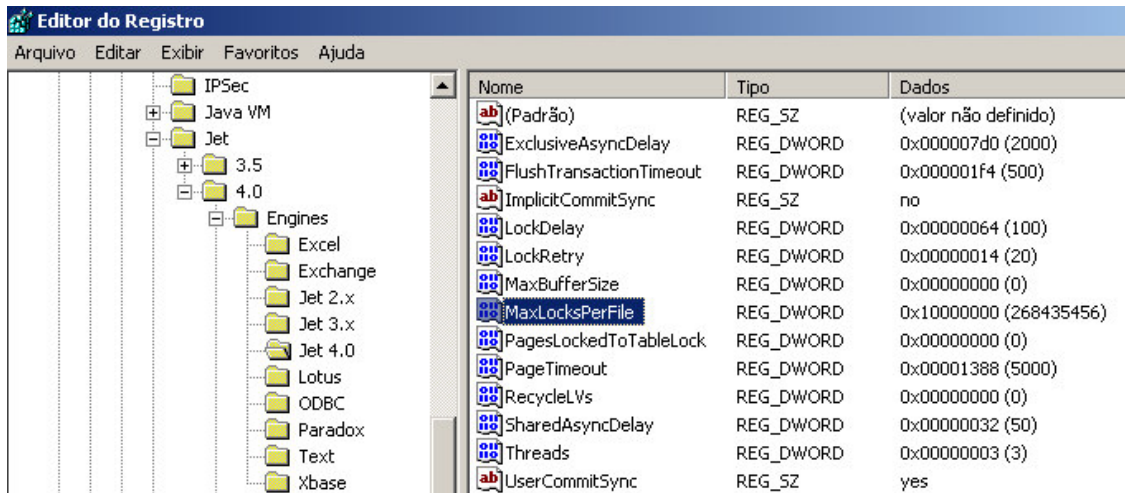 Editor do Registro
Arquivo Editar Exibir Favoritos Ajuda
IPSec
Java VM
Jet
3.5
4.0
Engines
Excel
Exchange
Jet 2.x
Jet 3.x
Jet 4.0
Lotus
ODBC
Paradox
Text
Xbase
Nome Tipo Dados
(Padrão) REG_SZ (valor não definido)
ExclusiveAsyncDelay REG_DWORD 0x000007d0 (2000)
FlushTransactionTimeout REG_DWORD 0x000001f4 (500)
ImplicitCommitSync REG_SZ no
LockDelay REG_DWORD 0x00000064 (100)
LockRetry REG_DWORD 0x00000014 (20)
MaxBufferSize REG_DWORD 0x00000000 (0)
MaxLocksPerFile REG_DWORD 0x10000000 (268435456)
PagesLockedToTableLock REG_DWORD 0x00000000 (0)
PageTimeout REG_DWORD 0x00001388 (5000)
RecycleLVs REG_DWORD 0x00000000 (0)
SharedAsyncDelay REG_DWORD 0x00000032 (50)
Threads REG_DWORD 0x00000003 (3)
UserCommitSync REG_SZ yes